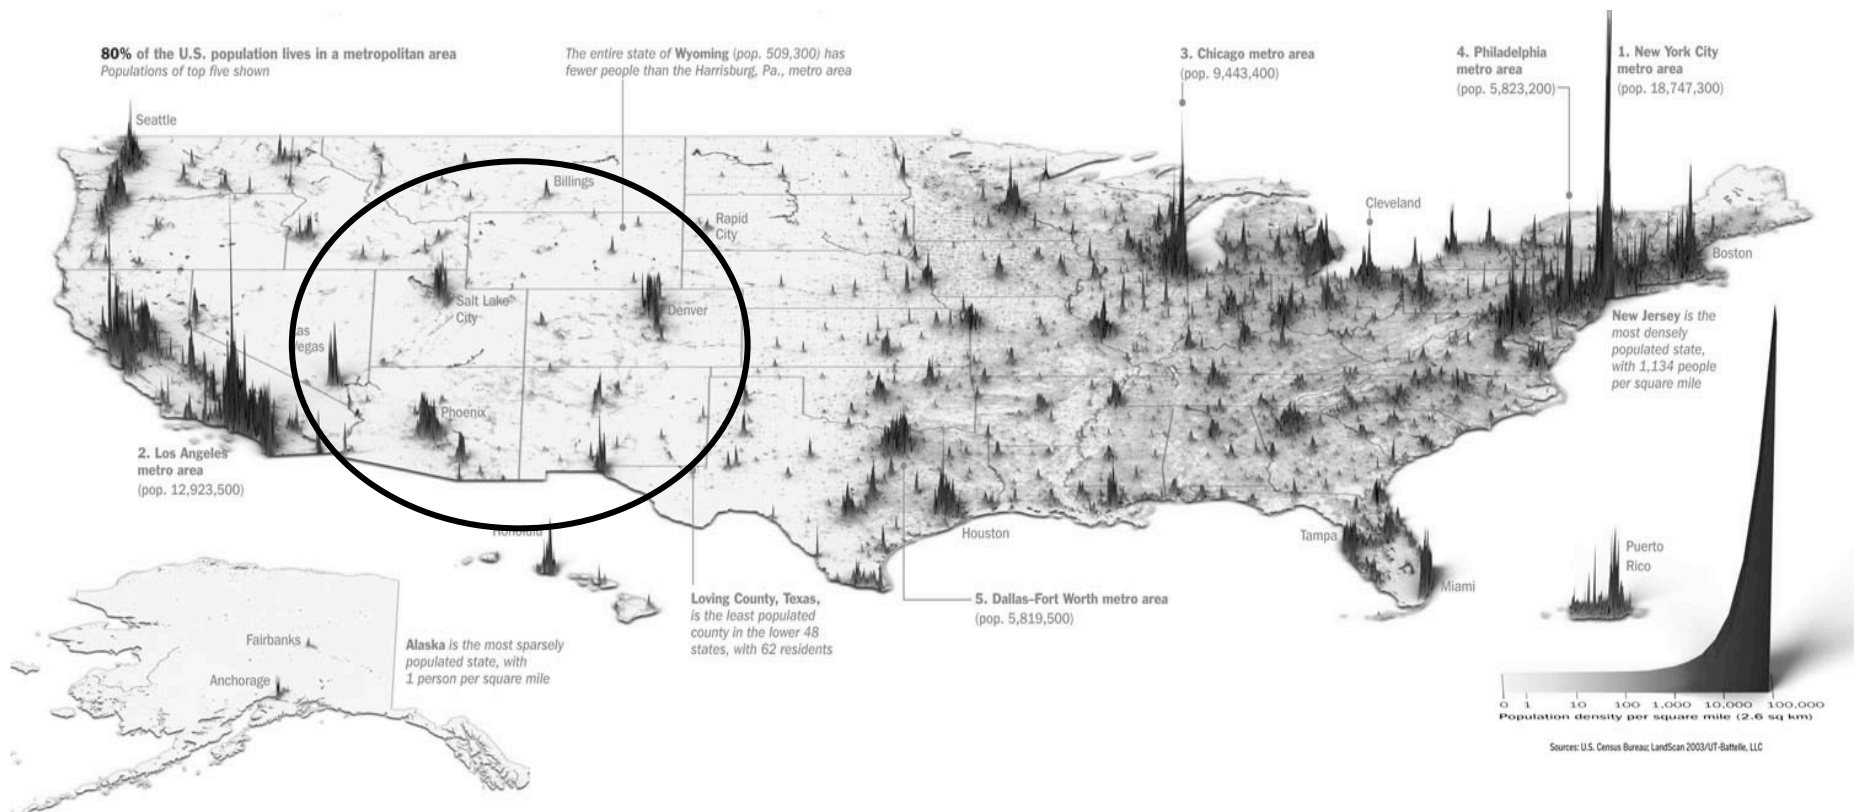 80% of the U.S. population lives in a metropolitan area
Populations of top five shown
The entire state of Wyoming (pop. 509,300) has
fewer people than the Harrisburg, Pa., metro area
3. Chicago metro area
(pop. 9,443,400)
4. Philadelphia
metro area
(pop. 5,823,200)
1. New York City
metro area
(pop. 18,747,300)
Seattle
Billings
Rapid
City
Cleveland
Boston
Salt Lake
City
Denver
Vegas
Phoenix
New Jersey is the
most densely
populated state,
with 1,134 people
per square mile
2. Los Angeles
metro area
(pop. 12,923,500)
Honolulu
Houston
Tampa
Miami
Puerto
Rico
Loving County, Texas,
is the least populated
county in the lower 48
states, with 62 residents
5. Dallas–Fort Worth metro area
(pop. 5,819,500)
Fairbanks
Anchorage
Alaska is the most sparsely
populated state, with
1 person per square mile
0 1 10 100 1,000 10,000 100,000
Population density per square mile (2.6 sq km)
Sources: U.S. Census Bureau; LandScan 2003/UT-Battelle, LLC